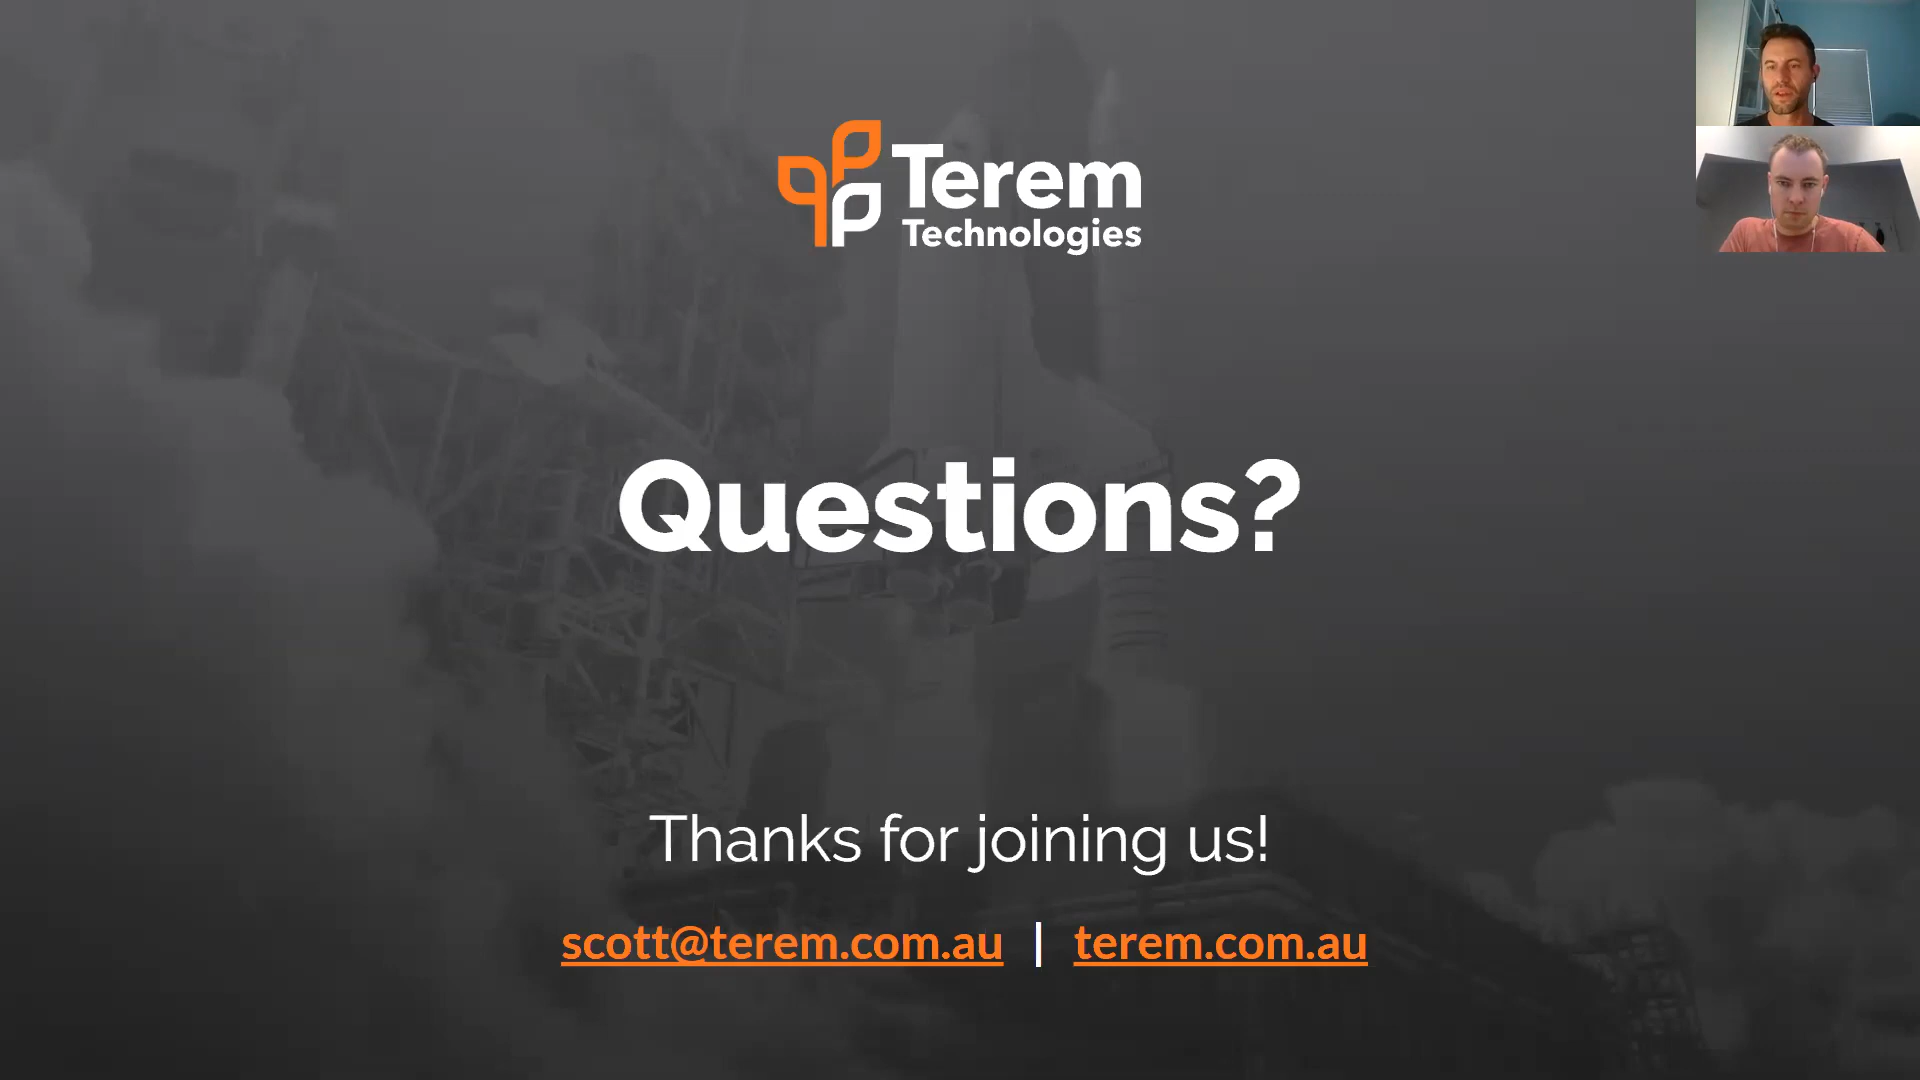 Terem
Technologies
Questions?
Thanks for joining us!
scott@terem.com.au | terem.com.au